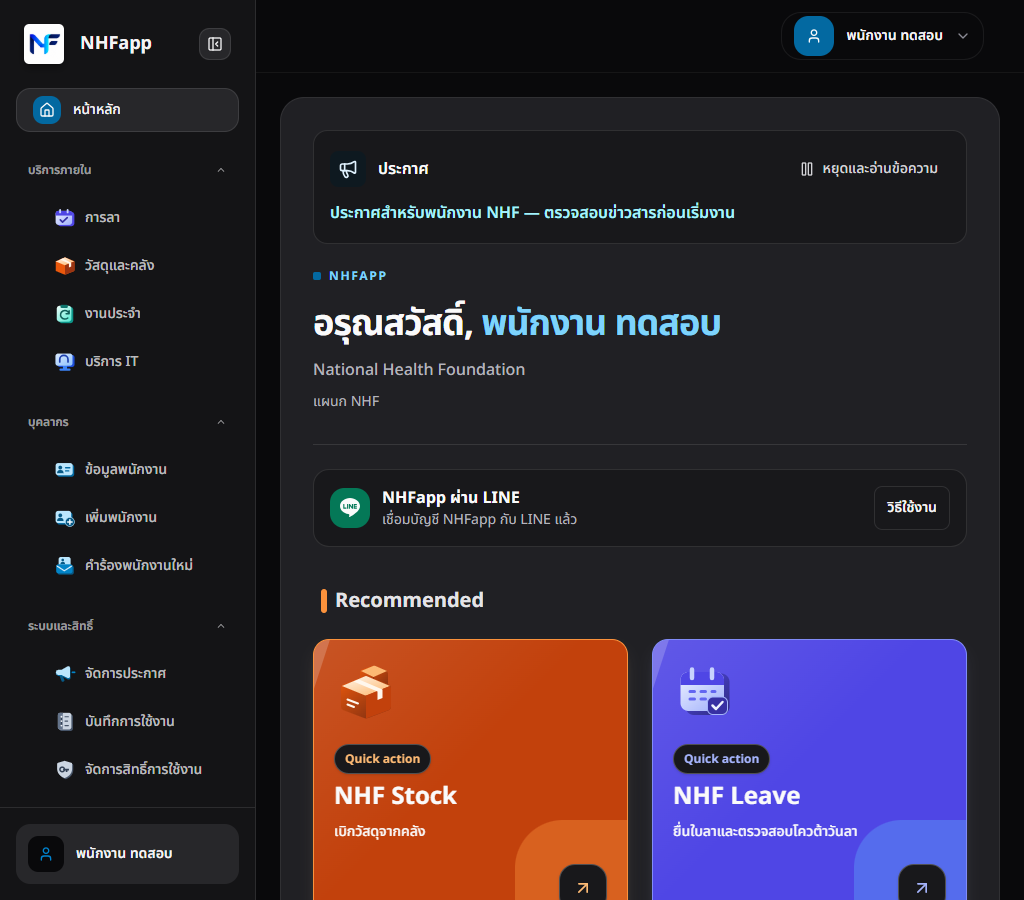 NHFapp
พนักงาน ทดสอบ
หน้าหลัก
บริการภายใน
การลา
วัสดุและคลัง
งานประจำ
บริการ IT
บุคลากร
ข้อมูลพนักงาน
เพิ่มพนักงาน
คำร้องพนักงานใหม่
ระบบและสิทธิ์
จัดการประกาศ
บันทึกการใช้งาน
จัดการสิทธิ์การใช้งาน
พนักงาน ทดสอบ
ประกาศ
หยุดและอ่านข้อความ
ประกาศสำหรับพนักงาน NHF — ตรวจสอบข่าวสารก่อนเริ่มงาน
NHFAPP
อรุณสวัสดิ์, พนักงาน ทดสอบ
National Health Foundation
แผนก NHF
LINE
NHFapp ผ่าน LINE
เชื่อมบัญชี NHFapp กับ LINE แล้ว
วิธีใช้งาน
Recommended
Quick action
NHF Stock
เบิกวัสดุจากคลัง
Quick action
NHF Leave
ยื่นใบลาและตรวจสอบโควต้าวันลา